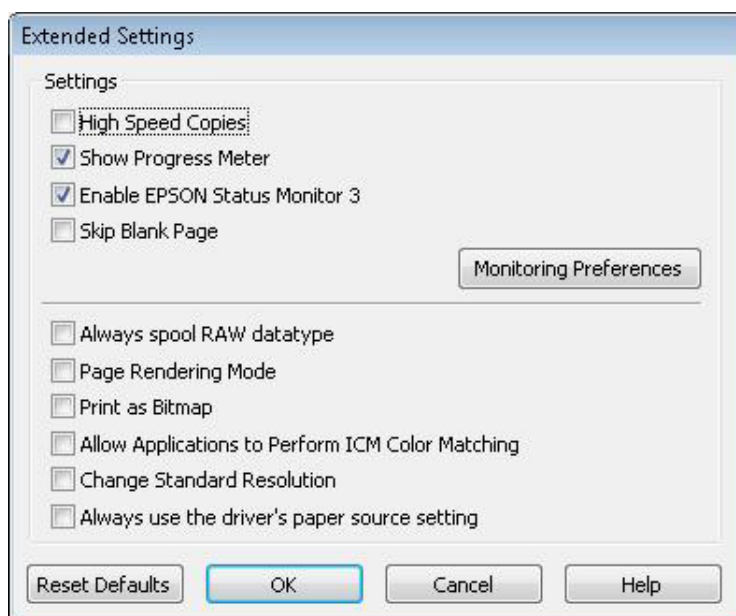 Extended Settings
Settings
High Speed Copies
Show Progress Meter
Enable EPSON Status Monitor 3
Skip Blank Page
Monitoring Preferences
Always spool RAW datatype
Page Rendering Mode
Print as Bitmap
Allow Applications to Perform ICM Color Matching
Change Standard Resolution
Always use the driver's paper source setting
Reset Defaults OK Cancel Help